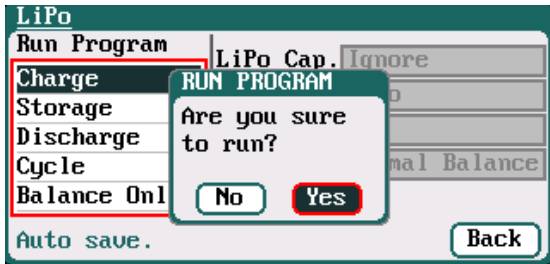 LiPo
Run Program
LiPo Cap. Ignore
Charge
Storage
Discharge
Cycle
Balance Onl
RUN PROGRAM
Are you sure
to run?
No Yes
mal Balance
Auto save.
Back